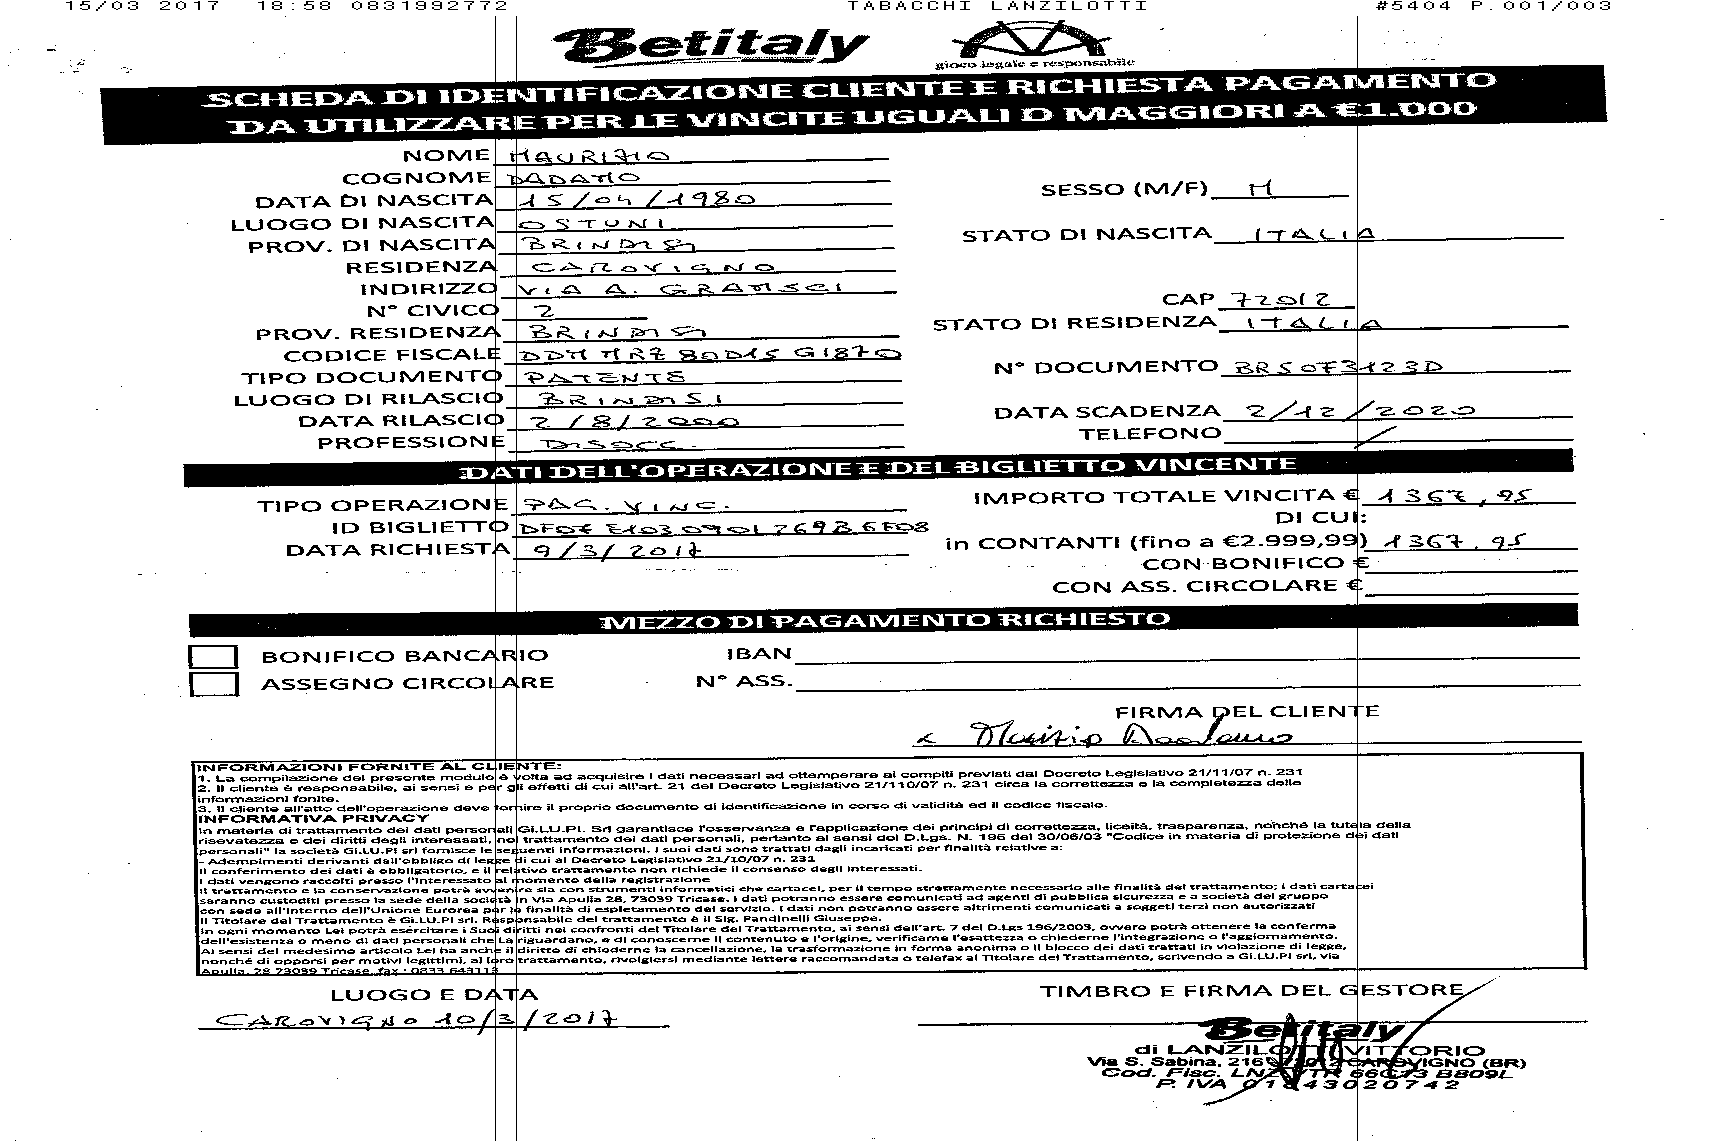 15/03 2017 18:58 0831992772 TABACCHI LANZILOTTI #5404 P.001/003
Betitaly
gioco legale e responsabile
SCHEDA DI IDENTIFICAZIONE CLIENTE E RICHIESTA PAGAMENTO
DA UTILIZZARE PER LE VINCITE UGUALI O MAGGIORI A €1.000
NOME MAURIZIO
COGNOME DADAMO
SESSO (M/F) M
DATA DI NASCITA 15/04/1980
LUOGO DI NASCITA OSTUNI
STATO DI NASCITA ITALIA
PROV. DI NASCITA BRINDISI
RESIDENZA CAROVIGNO
INDIRIZZO VIA A. GRAMSCI
CAP 72012
N° CIVICO 2
STATO DI RESIDENZA ITALIA
PROV. RESIDENZA BRINDISI
CODICE FISCALE DDMMRZ80D15G187O
N° DOCUMENTO BR5073123D
TIPO DOCUMENTO PATENTE
LUOGO DI RILASCIO BRINDISI
DATA SCADENZA 2/12/2020
DATA RILASCIO 2/8/2000
TELEFONO /
PROFESSIONE DISOCC.
DATI DELL'OPERAZIONE E DEL BIGLIETTO VINCENTE
TIPO OPERAZIONE PAG. VINC.
IMPORTO TOTALE VINCITA € 1367,95
DI CUI:
ID BIGLIETTO
DATA RICHIESTA 9/3/2017
in CONTANTI (fino a €2.999,99) 1367,95
CON BONIFICO €
CON ASS. CIRCOLARE €
MEZZO DI PAGAMENTO RICHIESTO
BONIFICO BANCARIO IBAN
ASSEGNO CIRCOLARE N° ASS.
FIRMA DEL CLIENTE
x Maurizio Dadamo
INFORMAZIONI FORNITE AL CLIENTE:
1. La compilazione del presente modulo è volta ad acquisire i dati necessari ad ottemperare ai compiti previsti dal Decreto Legislativo 21/11/07 n. 231
2. Il cliente è responsabile, ai sensi e per gli effetti di cui all'art. 21 del Decreto Legislativo 21/110/07 n. 231 circa la correttezza e la completezza delle
informazioni fonite.
3. Il cliente all'atto dell'operazione deve fornire il proprio documento di identificazione in corso di validità ed il codice fiscale.
INFORMATIVA PRIVACY
In materia di trattamento dei dati personali Gi.LU.PI. Srl garantisce l'osservanza e l'applicazione dei principi di correttezza, liceità, trasparenza, nonché la tutela della
risevatezza e dei diritti degli interessati, nel trattamento dei dati personali, pertanto ai sensi del D.Lgs. N. 196 del 30/06/03 "Codice in materia di protezione dei dati
personali" la società Gi.LU.PI srl fornisce le seguenti informazioni. I suoi dati sono trattati dagli incaricati per finalità relative a:
- Adempimenti derivanti dall'obbligo di legge di cui al Decreto Legislativo 21/10/07 n. 231
Il conferimento dei dati è obbligatorio, e il relativo trattamento non richiede il consenso degli interessati.
I dati vengono raccolti presso l'interessato al momento della registrazione
Il trattamento e la conservazione potrà avvenire sia con strumenti informatici che cartacei, per il tempo strettamente necessario alle finalità del trattamento; i dati cartacei
saranno custoditi presso la sede della società in Via Apulia 28, 73039 Tricase. I dati potranno essere comunicati ad agenti di pubblica sicurezza e a società del gruppo
con sede all'interno dell'Unione Eurorea per le finalità di espletamento del servizio. I dati non potranno essere altrimenti comunicati a soggeti terzi non autorizzati
Il Titolare del Trattamento è Gi.LU.PI srl. Responsabile del trattamento è il Sig. Pandinelli Giuseppe.
In ogni momento Lei potrà esercitare i Suoi diritti nei confronti del Titolare del Trattamento, ai sensi dell'art. 7 del D.Lgs 196/2003, ovvero potrà ottenere la conferma
dell'esistenza o meno di dati personali che La riguardano, e di conoscerne il contenuto e l'origine, verificarne l'esattezza o chiederne l'integrazione o l'aggiornamento.
Ai sensi del medesimo articolo Lei ha anche il diritto di chiederne la cancellazione, la trasformazione in forma anonima o il blocco dei dati trattati in violazione di legge,
nonché di opporsi per motivi legittimi, al loro trattamento, rivolgiersi mediante lettere raccomandata o telefax al Titolare del Trattamento, scrivendo a Gi.LU.PI srl, via
Apulia, 28 73039 Tricase, fax : 0833 643113
LUOGO E DATA
TIMBRO E FIRMA DEL GESTORE
CAROVIGNO 10/3/2017
Betitaly
di LANZILOTTI VITTORIO
Via S. Sabina, 216 72012 CAROVIGNO (BR)
Cod. Fisc. B809L
P. IVA 01843020742